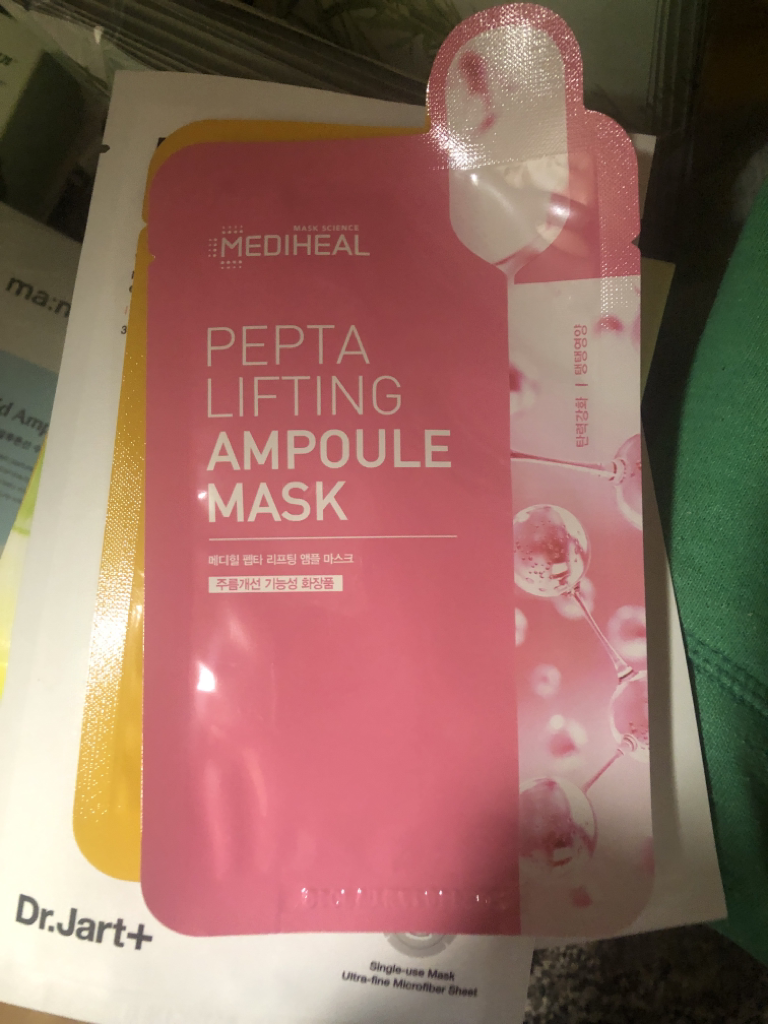 MASK SCIENCE
MEDIHEAL
PEPTA
LIFTING
AMPOULE
MASK
메디힐 펩타 리프팅 앰플 마스크
주름개선 기능성 화장품
탄력강화 | 탱탱영양
ma:n
d Amp
3
Dr.Jart+
Single-use Mask
Ultra-fine Microfiber Sheet